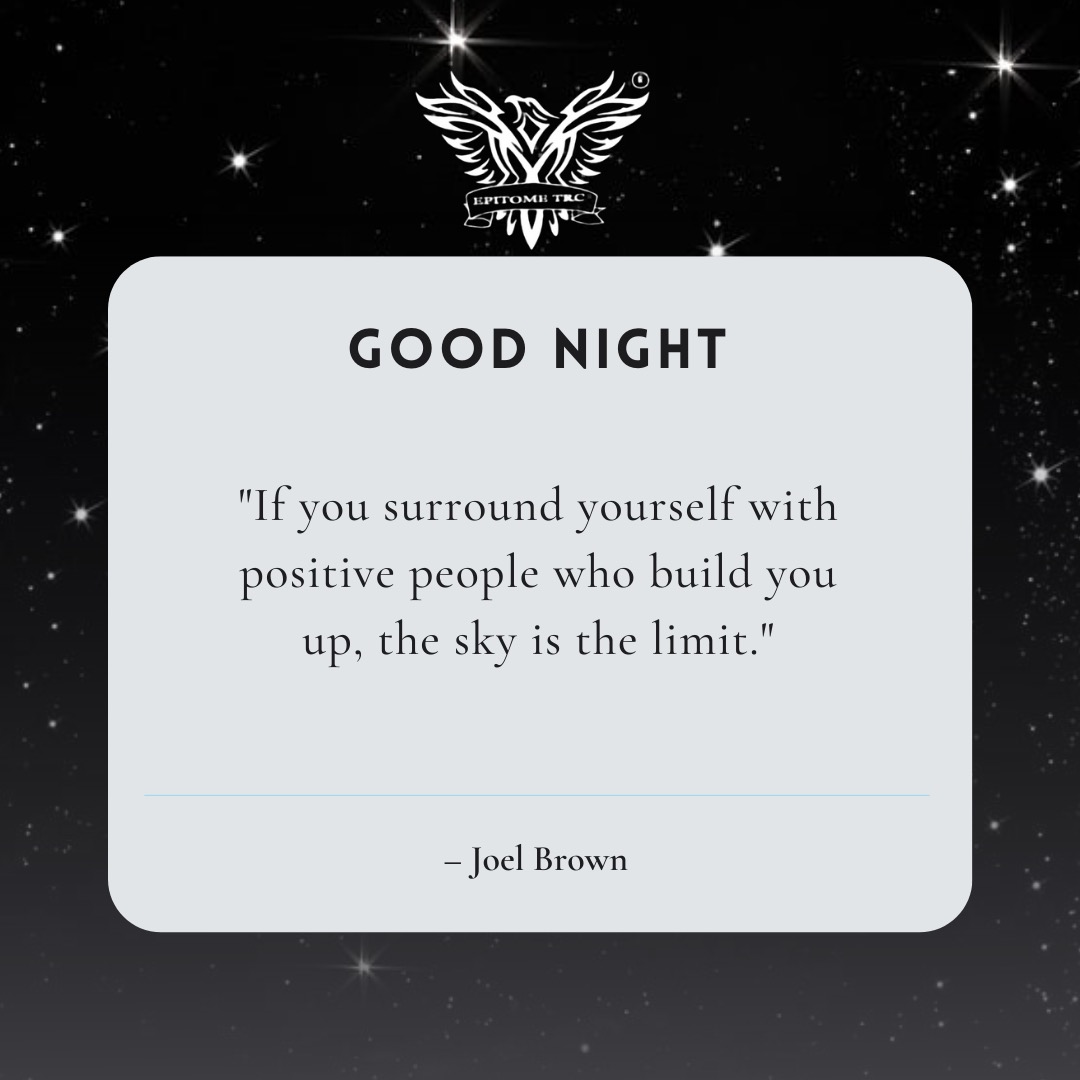 EPITOME TRC
GOOD NIGHT
"If you surround yourself with
positive people who build you
up, the sky is the limit."
– Joel Brown